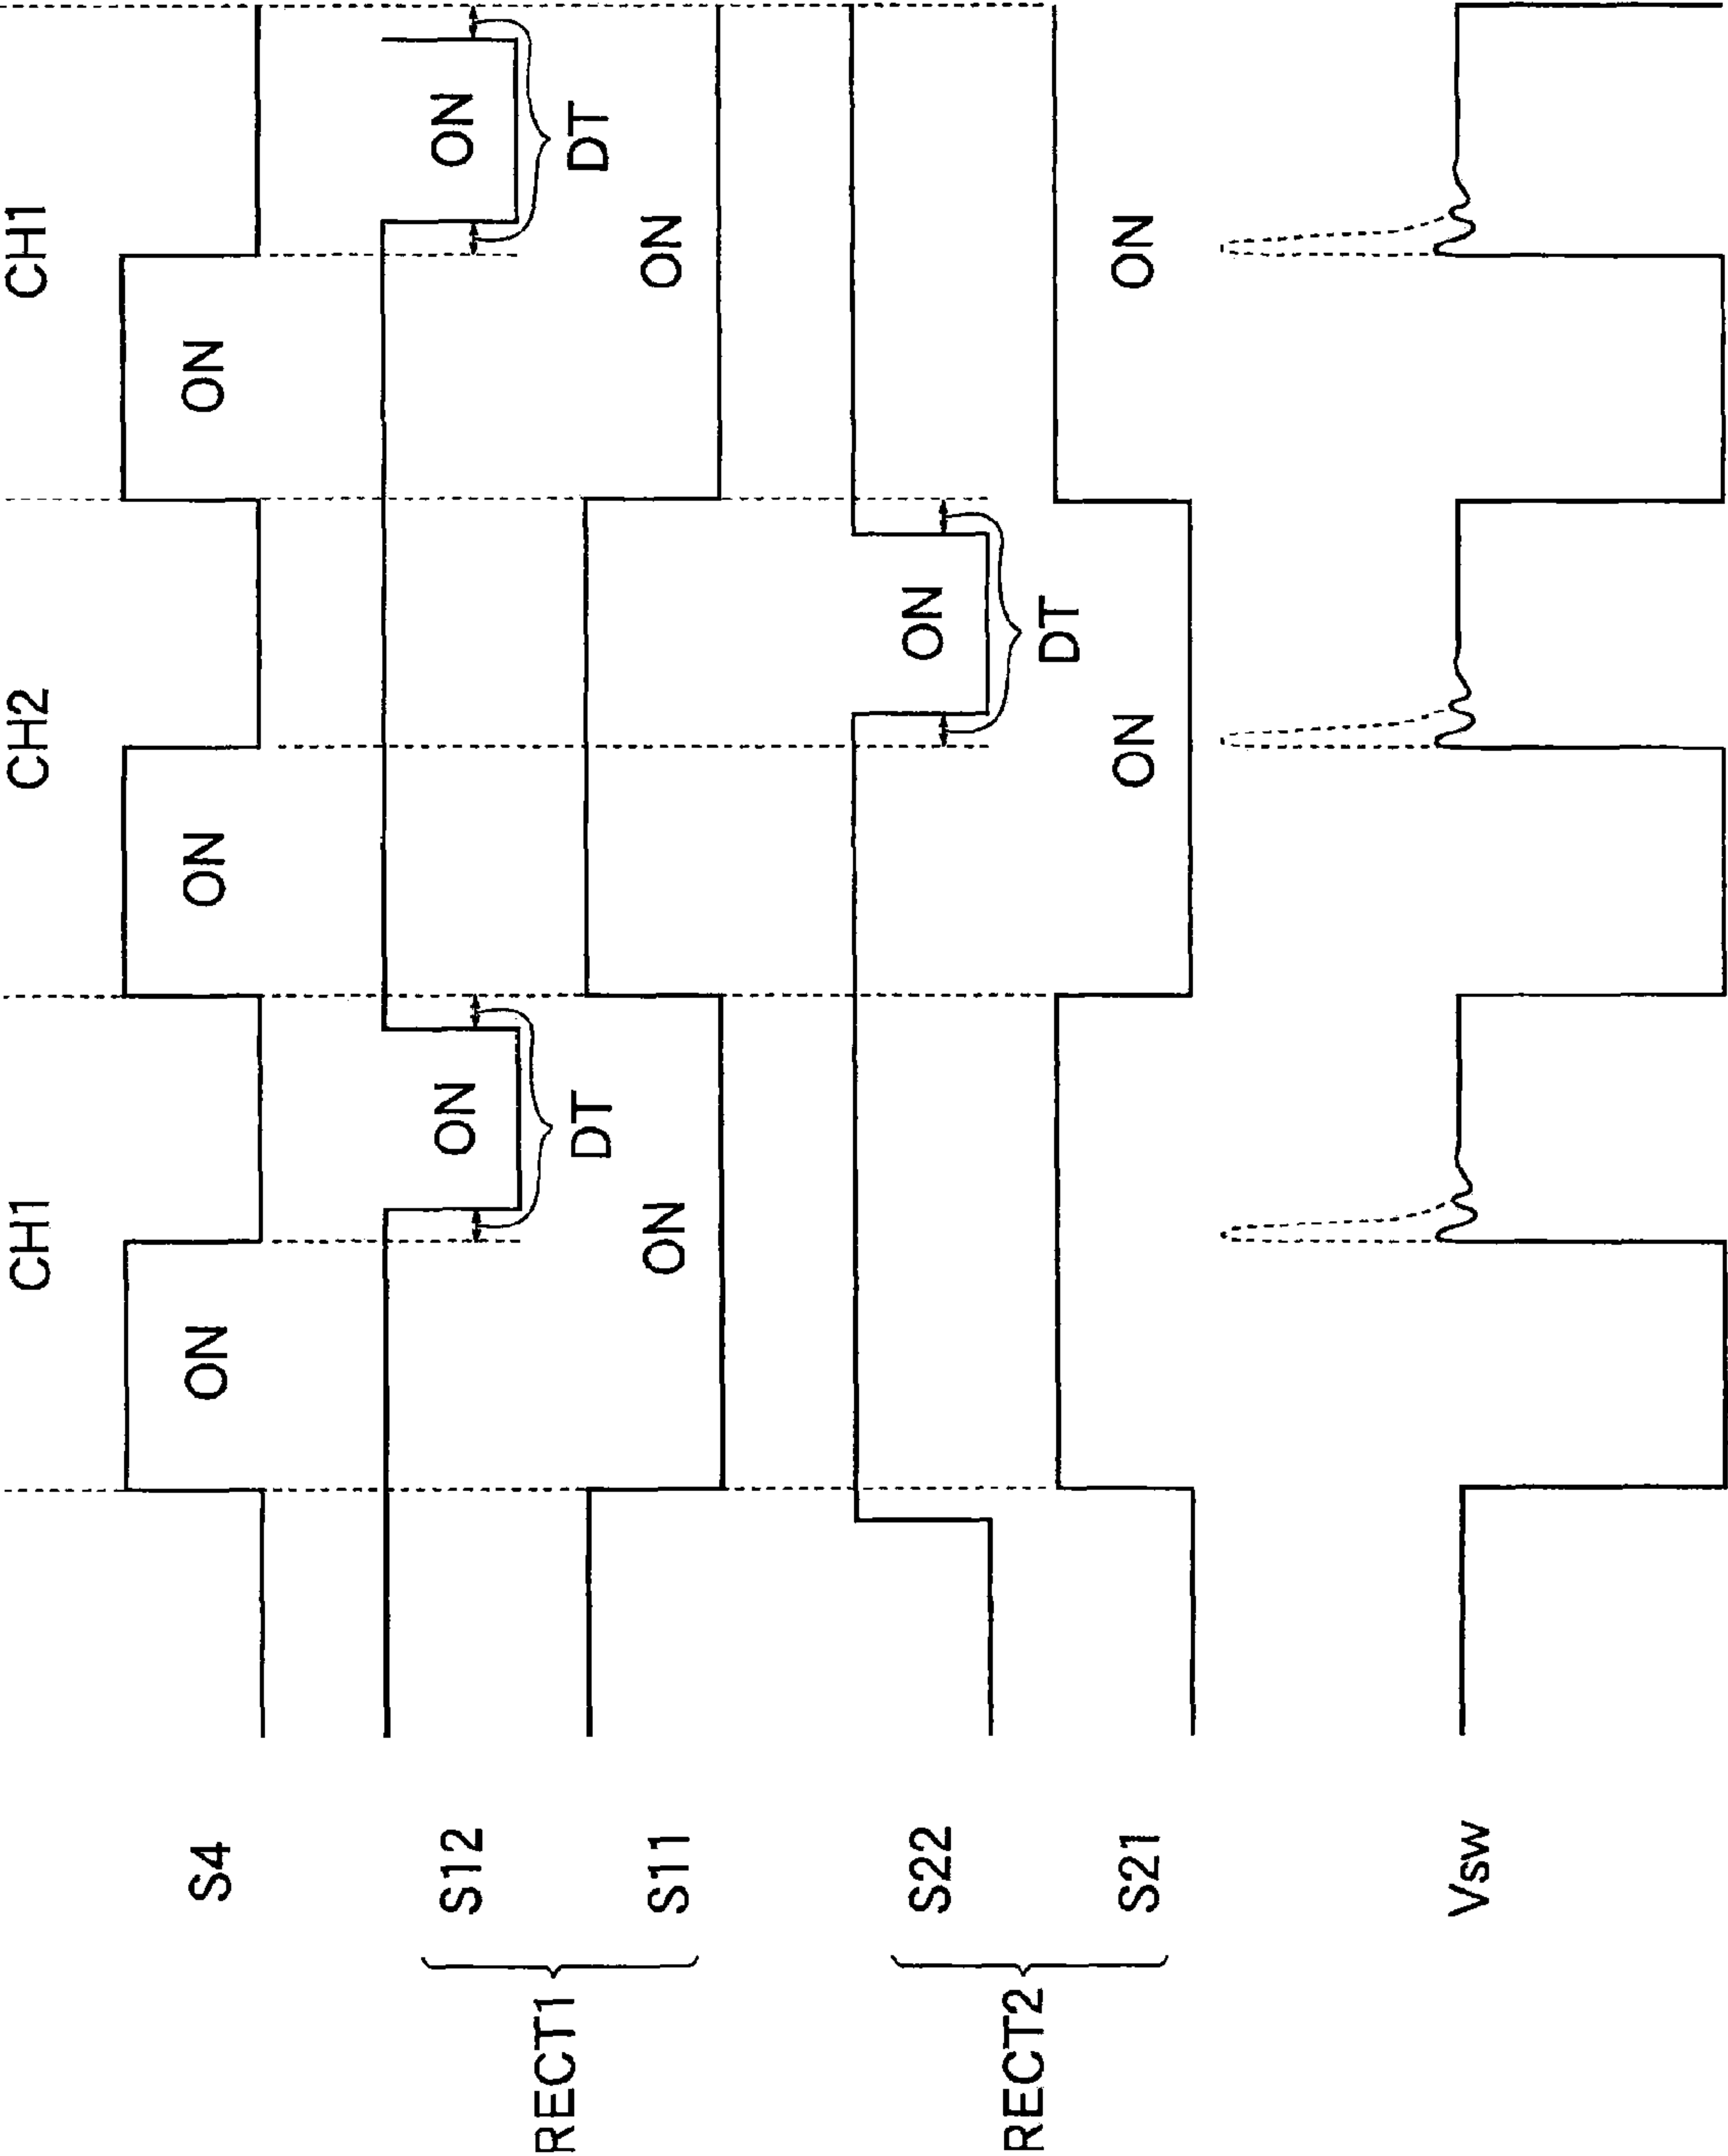 CH1 CH2 CH1
S4 ON ON ON
RECT1
S12 ON ON
DT DT
S11 ON ON
RECT2
S22 ON
DT
S21 ON ON
Vsw